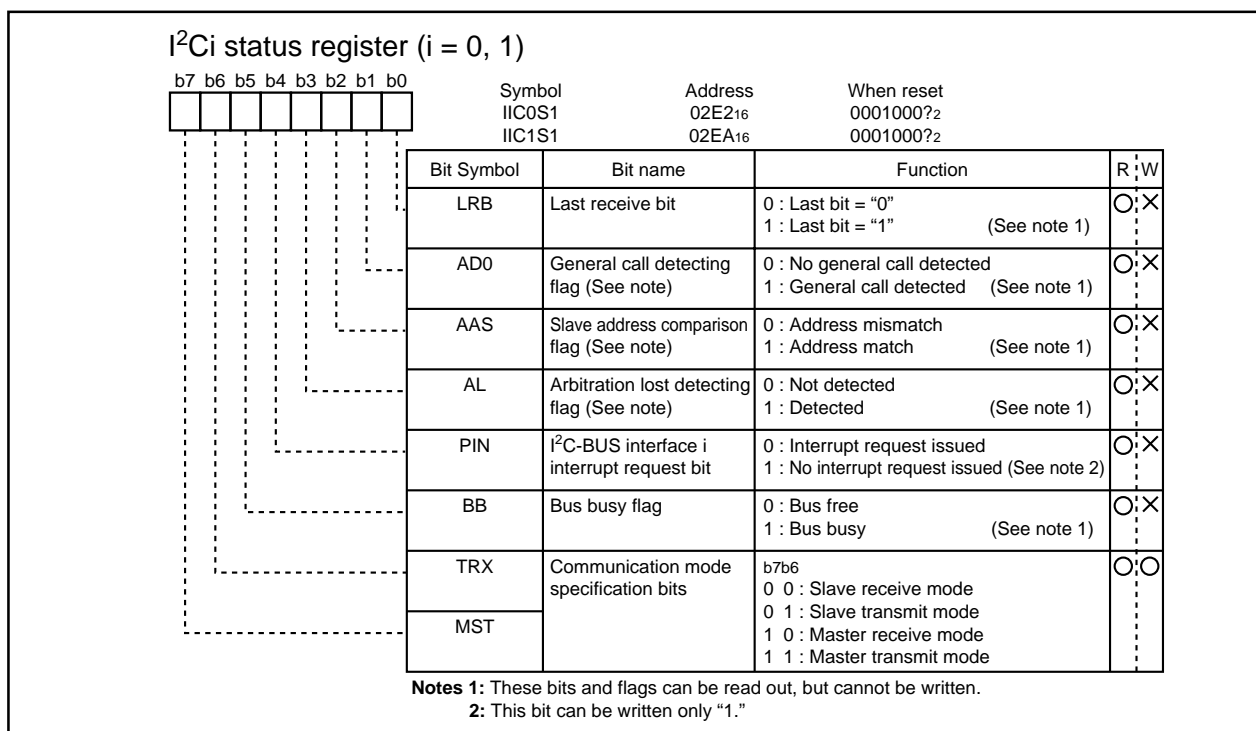 I²Ci status register (i = 0, 1)
b7 b6 b5 b4 b3 b2 b1 b0
Symbol Address When reset
IIC0S1 02E2₁₆ 0001000?₂
IIC1S1 02EA₁₆ 0001000?₂
Bit Symbol Bit name Function R W
LRB Last receive bit 0 : Last bit = “0” ○ ×
1 : Last bit = “1” (See note 1)
AD0 General call detecting 0 : No general call detected ○ ×
flag (See note) 1 : General call detected (See note 1)
AAS Slave address comparison 0 : Address mismatch ○ ×
flag (See note) 1 : Address match (See note 1)
AL Arbitration lost detecting 0 : Not detected ○ ×
flag (See note) 1 : Detected (See note 1)
PIN I²C-BUS interface i 0 : Interrupt request issued ○ ×
interrupt request bit 1 : No interrupt request issued (See note 2)
BB Bus busy flag 0 : Bus free ○ ×
1 : Bus busy (See note 1)
TRX Communication mode b7b6 ○ ○
specification bits 0 0 : Slave receive mode
0 1 : Slave transmit mode
MST 1 0 : Master receive mode
1 1 : Master transmit mode
Notes 1: These bits and flags can be read out, but cannot be written.
2: This bit can be written only “1.”